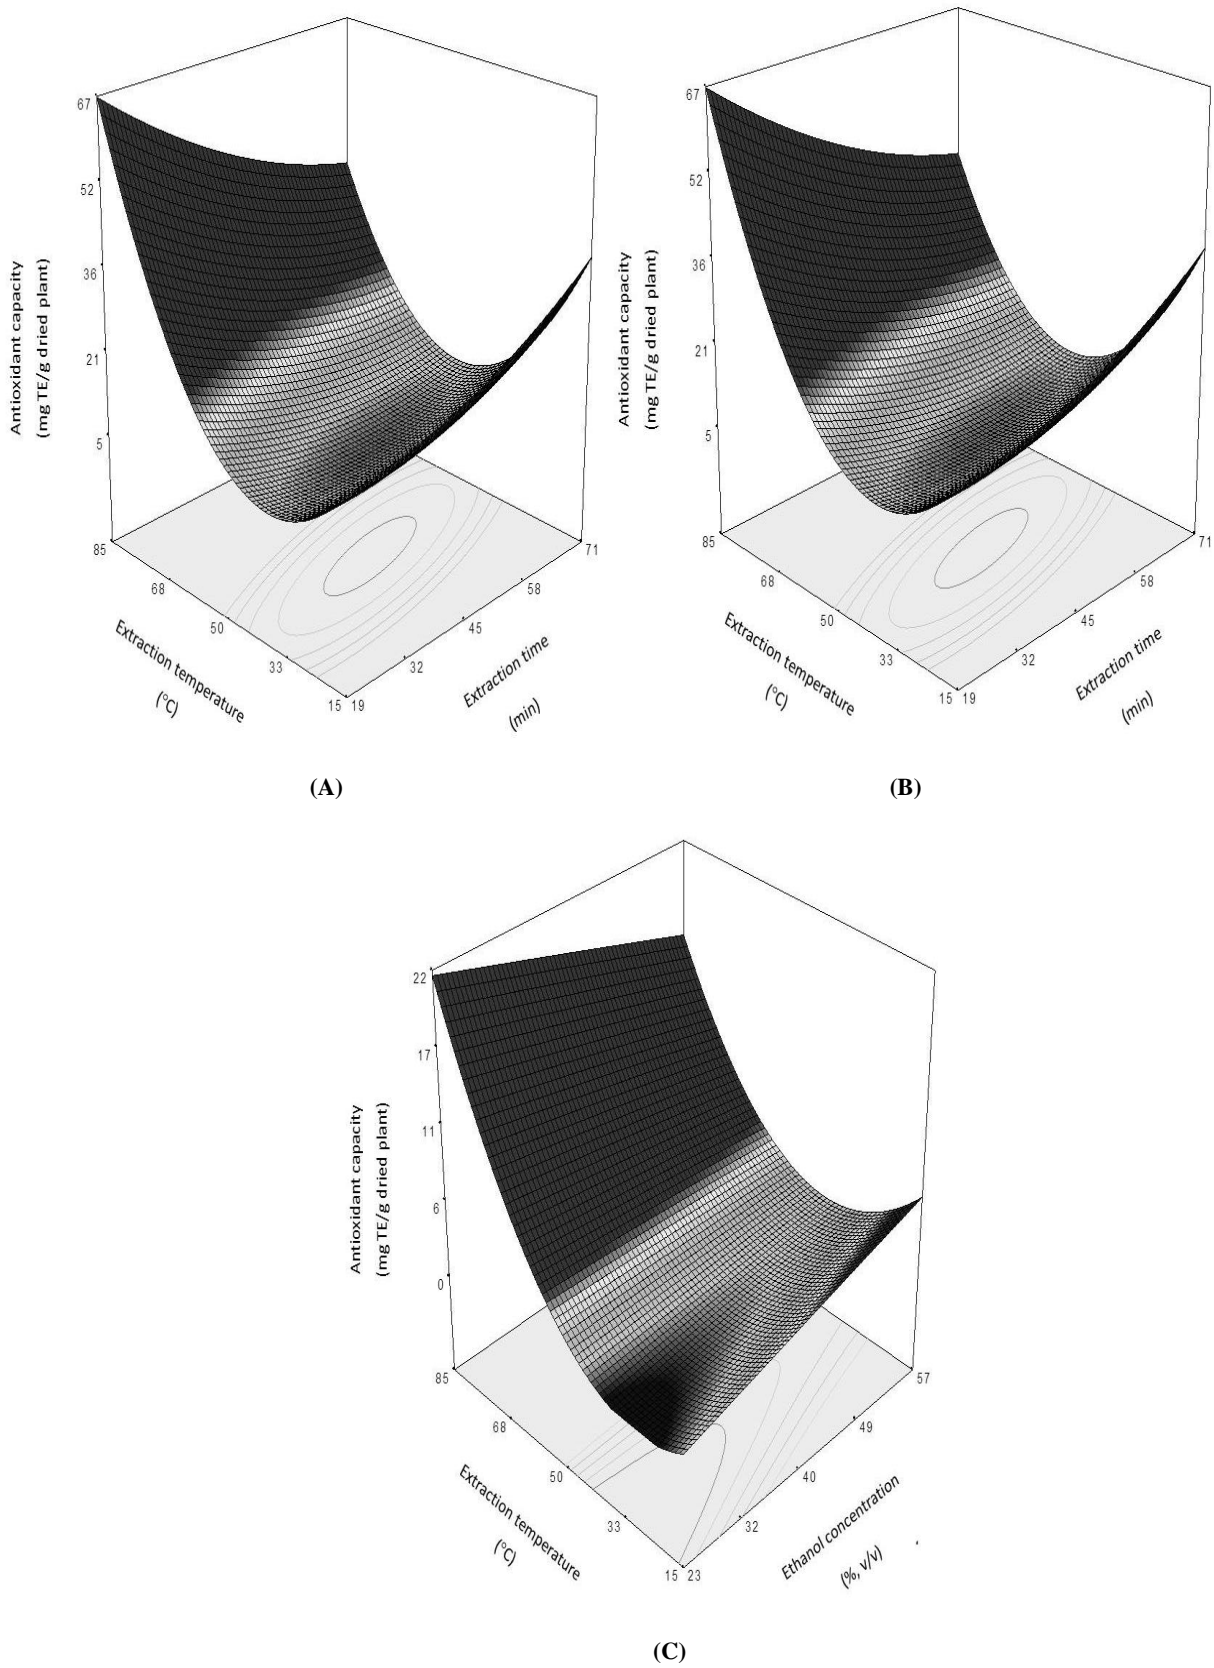 67
52
36
21
5
Antioxidant capacity
(mg TE/g dried plant)
85
68
50
33
15
19
32
45
58
71
Extraction temperature
(°C)
Extraction time
(min)
(A)
67
52
36
21
5
Antioxidant capacity
(mg TE/g dried plant)
85
68
50
33
15
19
32
45
58
71
Extraction temperature
(°C)
Extraction time
(min)
(B)
22
17
11
6
0
Antioxidant capacity
(mg TE/g dried plant)
85
68
50
33
15
23
32
40
49
57
Extraction temperature
(°C)
Ethanol concentration
(%, v/v)
(C)